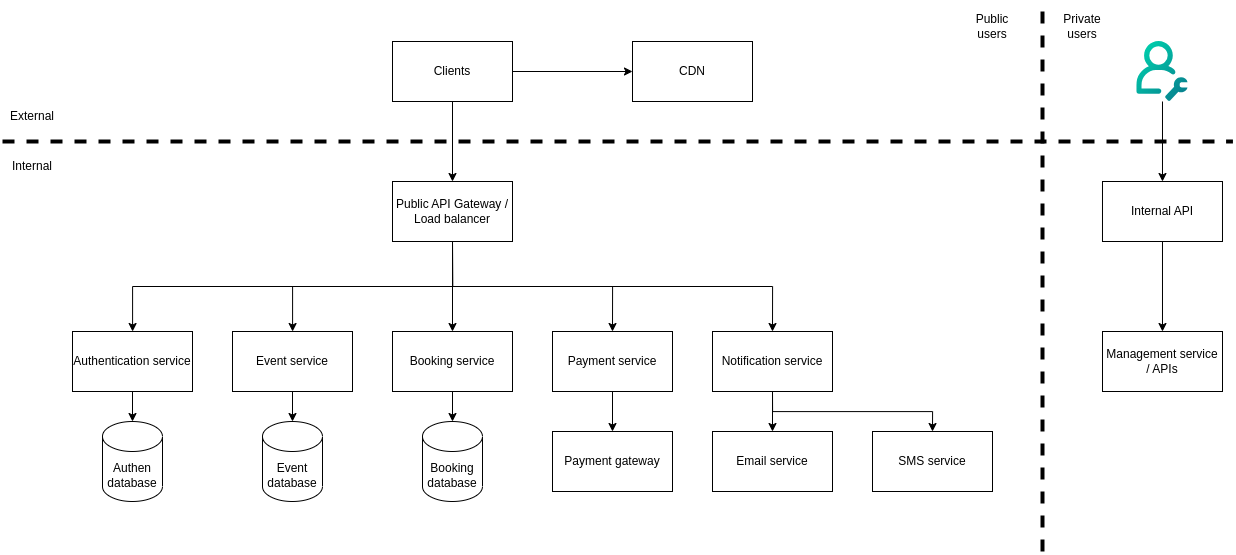 Public
users
Private
users
Clients
CDN
External
Internal
Public API Gateway /
Load balancer
Internal API
Authentication service
Event service
Booking service
Payment service
Notification service
Management service
/ APIs
Authen
database
Event
database
Booking
database
Payment gateway
Email service
SMS service